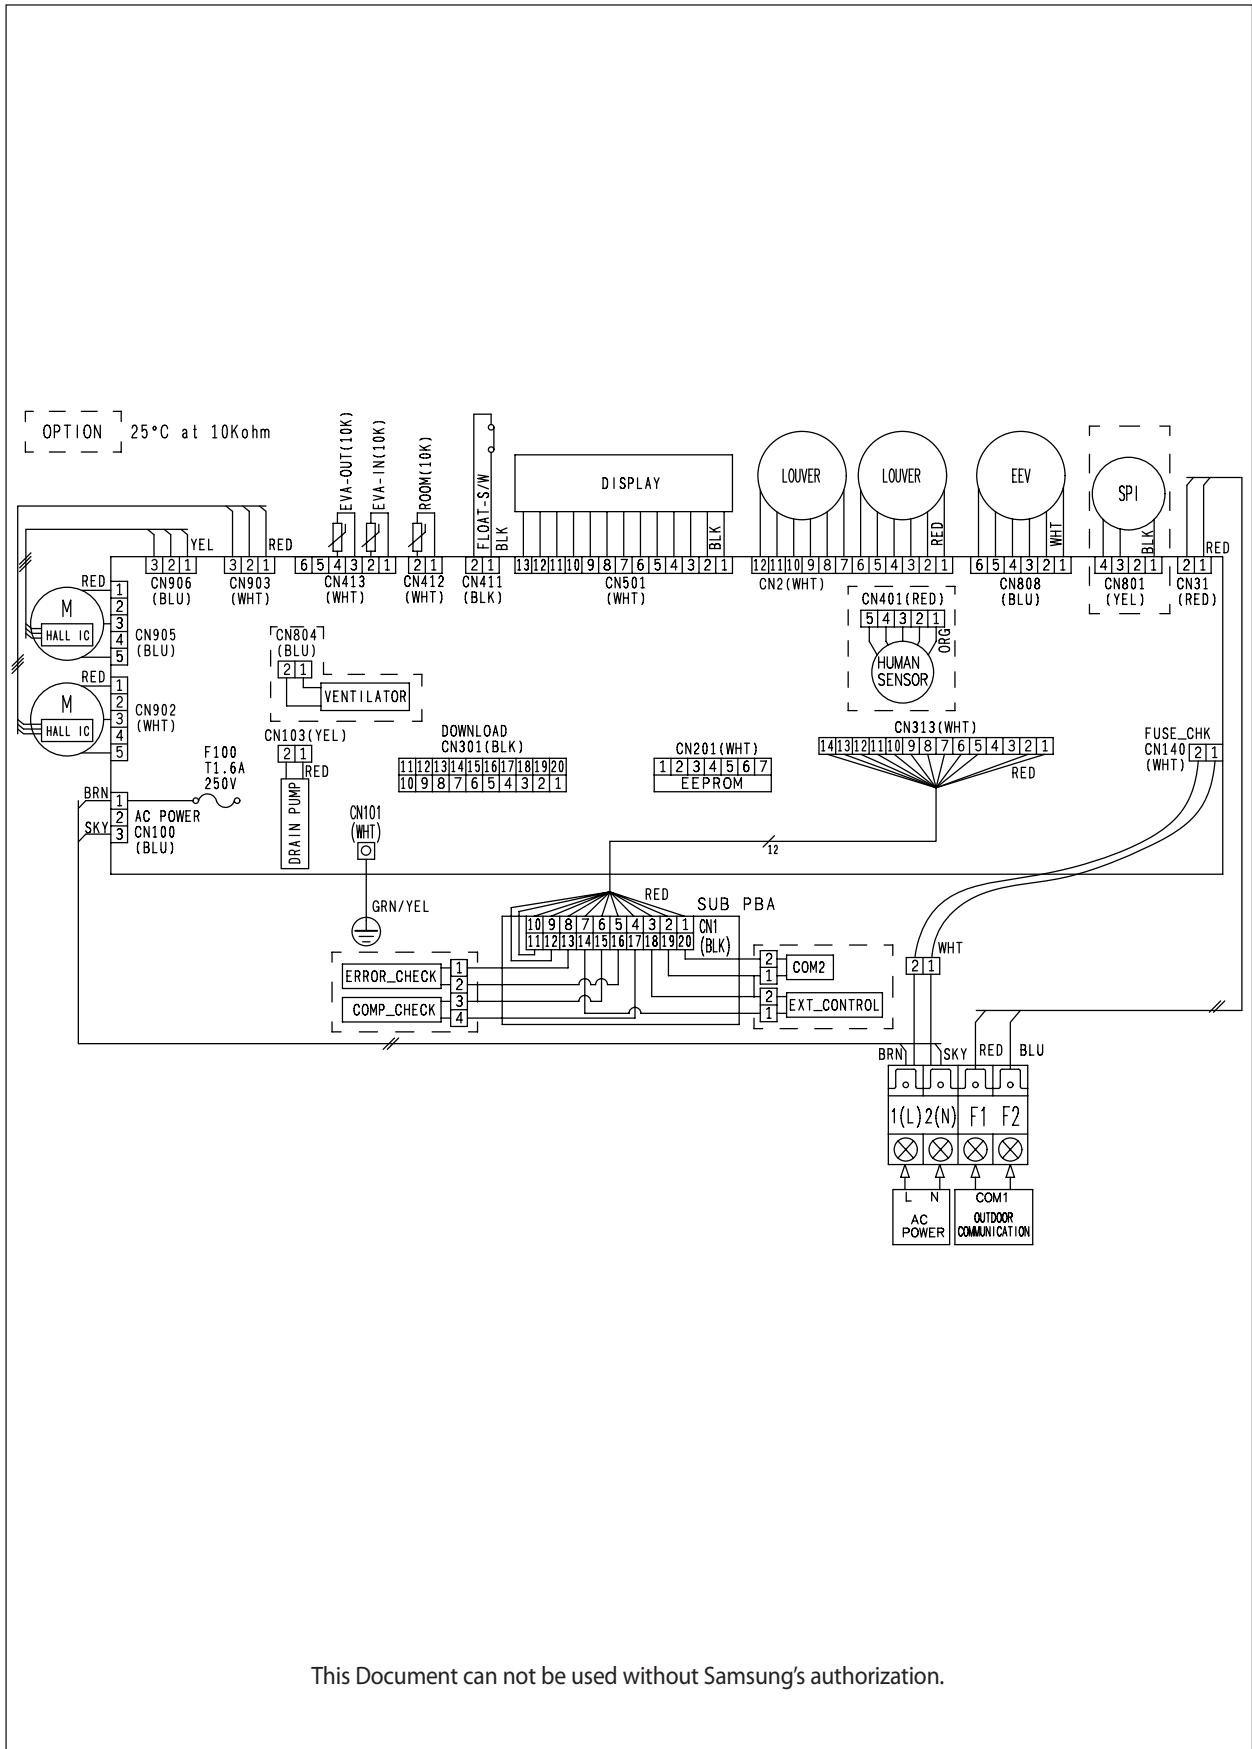 OPTION 25°C at 10Kohm
EVA-OUT(10K)
EVA-IN(10K)
ROOM(10K)
FLOAT-S/W
BLK
DISPLAY
BLK
LOUVER
LOUVER
RED
EEV
WHT
SPI
BLK
RED
YEL
RED
3 2 1
CN906
(BLU)
3 2 1
CN903
(WHT)
6 5 4 3 2 1
CN413
(WHT)
2 1
CN412
(WHT)
2 1
CN411
(BLK)
13 12 11 10 9 8 7 6 5 4 3 2 1
CN501
(WHT)
12 11 10 9 8 7 6 5 4 3 2 1
CN2(WHT)
6 5 4 3 2 1
CN808
(BLU)
4 3 2 1
CN801
(YEL)
2 1
CN31
(RED)
RED
M
HALL IC
1
2
3
4
5
CN905
(BLU)
RED
M
HALL IC
1
2
3
4
5
CN902
(WHT)
CN804
(BLU)
2 1
VENTILATOR
CN401(RED)
5 4 3 2 1
ORG
HUMAN
SENSOR
CN103(YEL)
2 1
RED
DRAIN PUMP
F100
T1.6A
250V
BRN
SKY
1
2
3
AC POWER
CN100
(BLU)
DOWNLOAD
CN301(BLK)
11 12 13 14 15 16 17 18 19 20
10 9 8 7 6 5 4 3 2 1
CN201(WHT)
1 2 3 4 5 6 7
EEPROM
CN313(WHT)
14 13 12 11 10 9 8 7 6 5 4 3 2 1
RED
FUSE_CHK
CN140
(WHT)
2 1
CN101
(WHT)
GRN/YEL
12
RED
SUB PBA
10 9 8 7 6 5 4 3 2 1
11 12 13 14 15 16 17 18 19 20
CN1
(BLK)
ERROR_CHECK
COMP_CHECK
1
2
3
4
2
1
COM2
2
1
EXT_CONTROL
WHT
2 1
BRN
SKY
RED
BLU
1(L) 2(N) F1 F2
L N
AC
POWER
COM1
OUTDOOR
COMMUNICATION
This Document can not be used without Samsung's authorization.